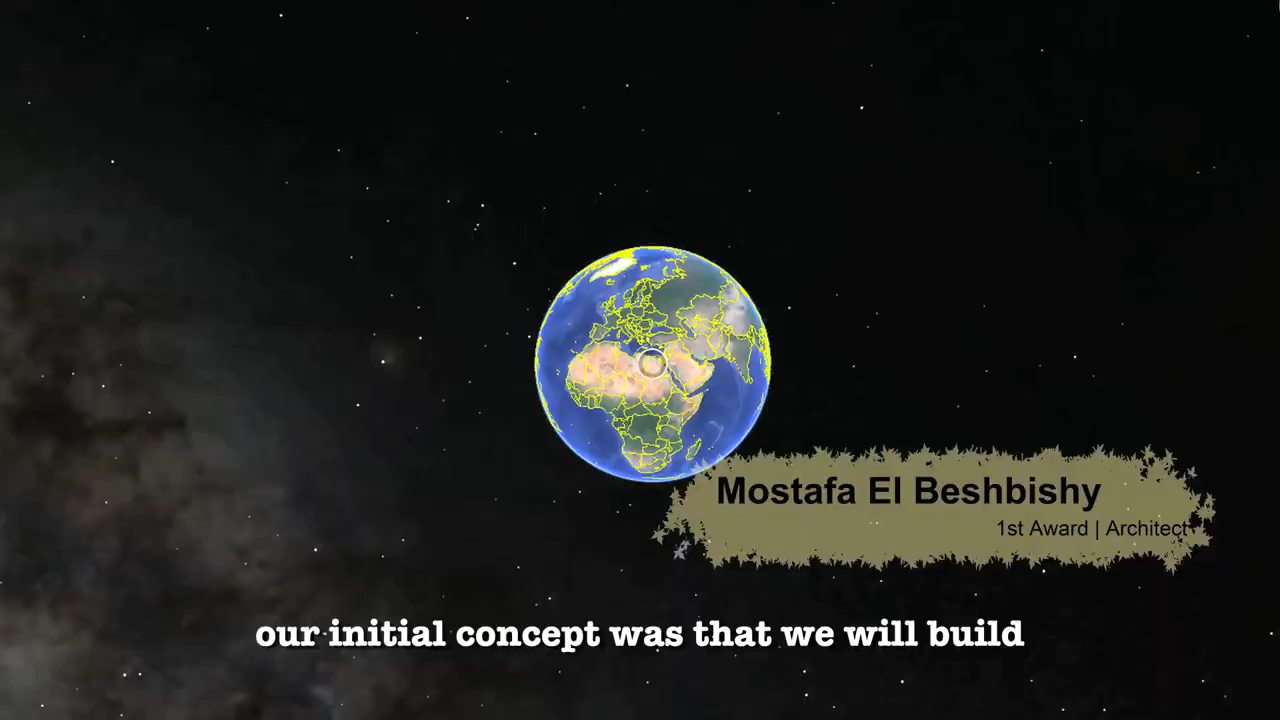 Mostafa El Beshbishy
1st Award | Architect
our initial concept was that we will build